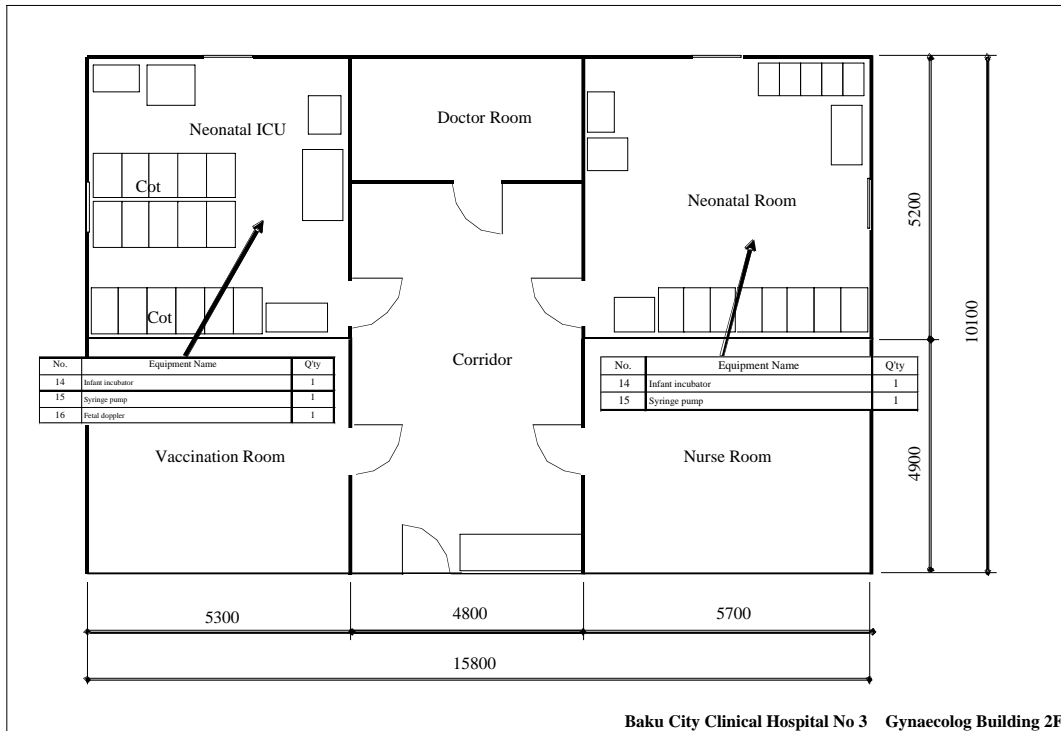 Doctor Room
Neonatal ICU
Cot
Neonatal Room
5200
Cot
10100
Corridor
No. Equipment Name Q'ty
14 Infant incubator 1
15 Syringe pump 1
16 Fetal doppler 1
No. Equipment Name Q'ty
14 Infant incubator 1
15 Syringe pump 1
Vaccination Room
Nurse Room
4900
5300
4800
5700
15800
Baku City Clinical Hospital No 3 Gynaecolog Building 2F